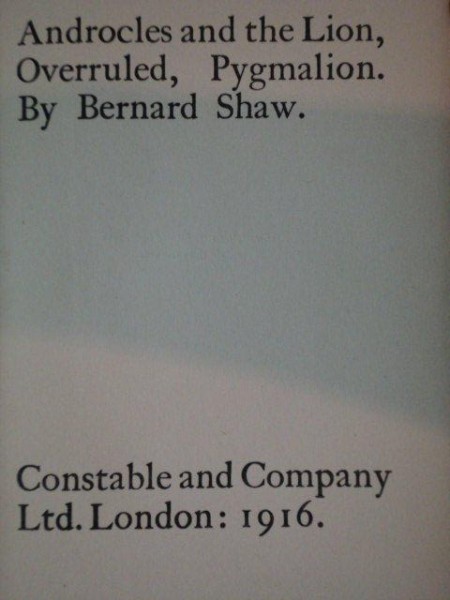 Androcles and the Lion,
Overruled, Pygmalion.
By Bernard Shaw.
Constable and Company
Ltd. London: 1916.